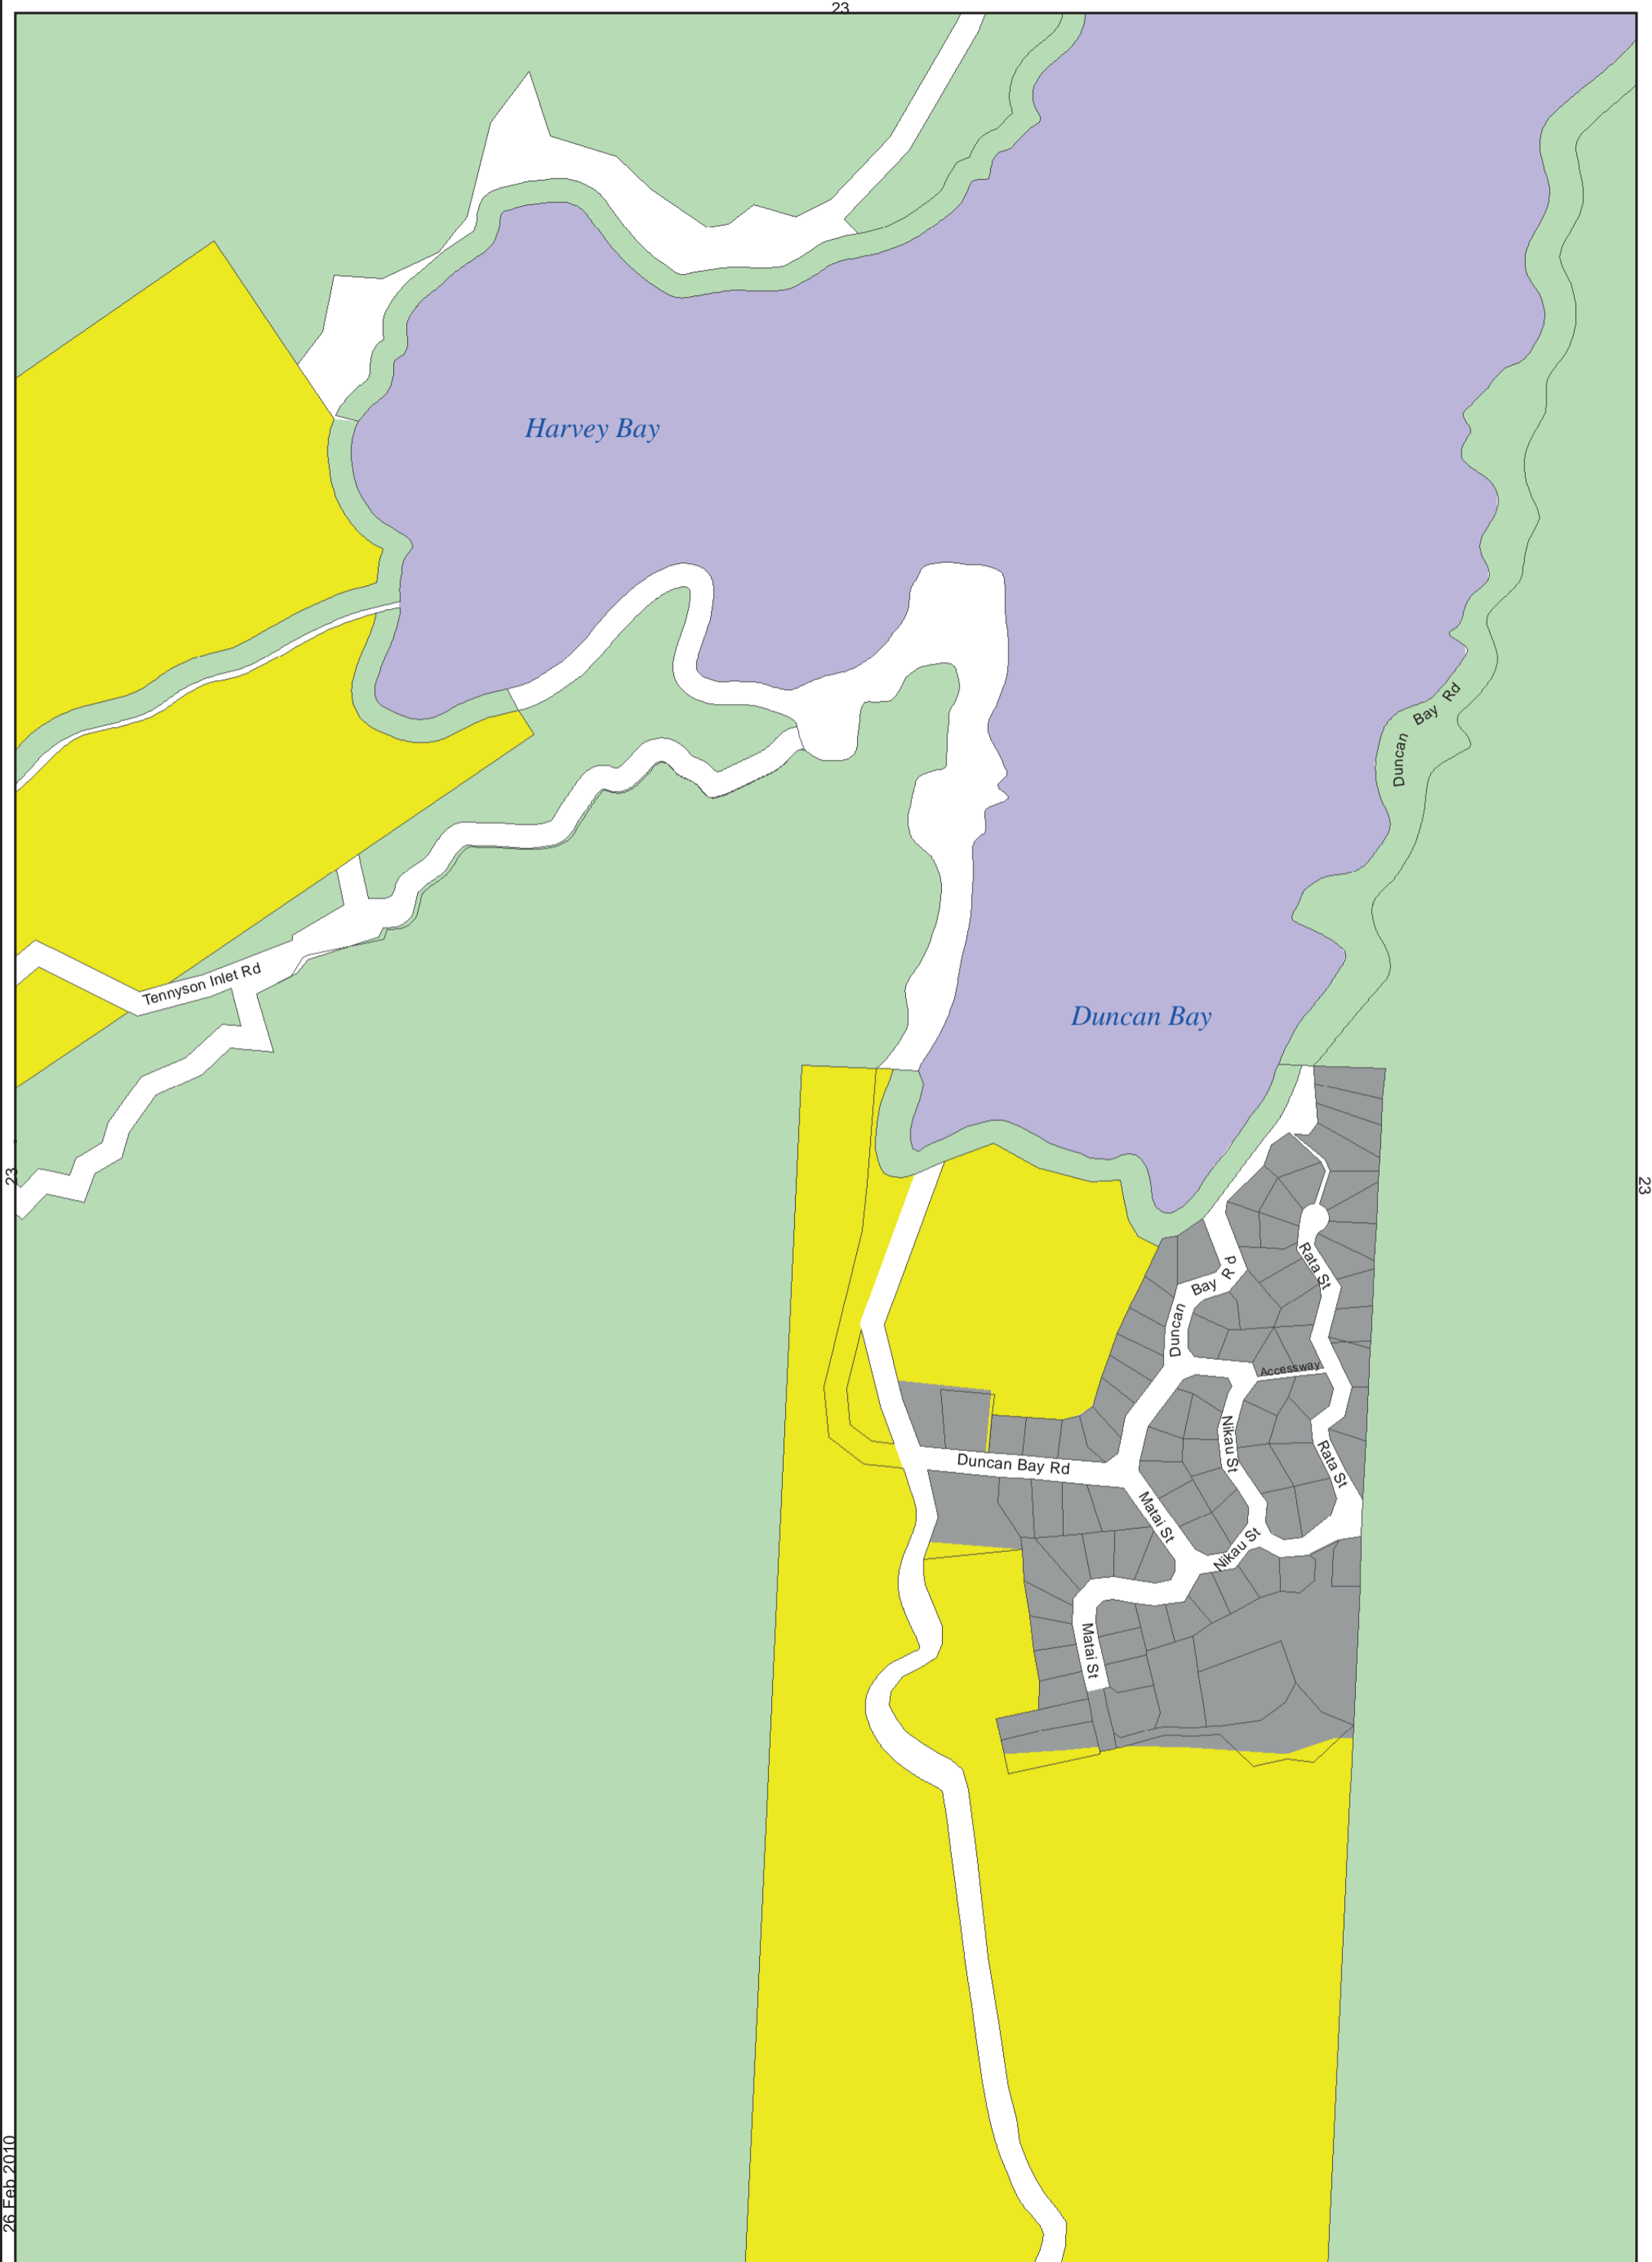 23
Harvey Bay
Duncan Bay Rd
Tennyson Inlet Rd
Duncan Bay
23
23
Rata St
Duncan Bay Rd
Accessway
Nikau St
Rata St
Duncan Bay Rd
Matai St
Nikau St
Matai St
26 Feb 2010